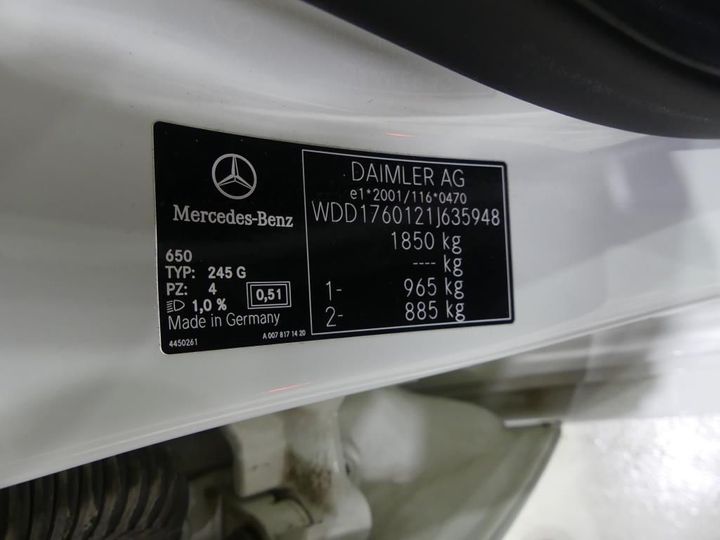 Mercedes-Benz
650
TYP: 245 G
PZ: 4
1,0 % 0,51
Made in Germany
4450261 A 007 817 14 20
DAIMLER AG
e1*2001/116*0470
WDD1760121J635948
1850 kg
---- kg
1- 965 kg
2- 885 kg